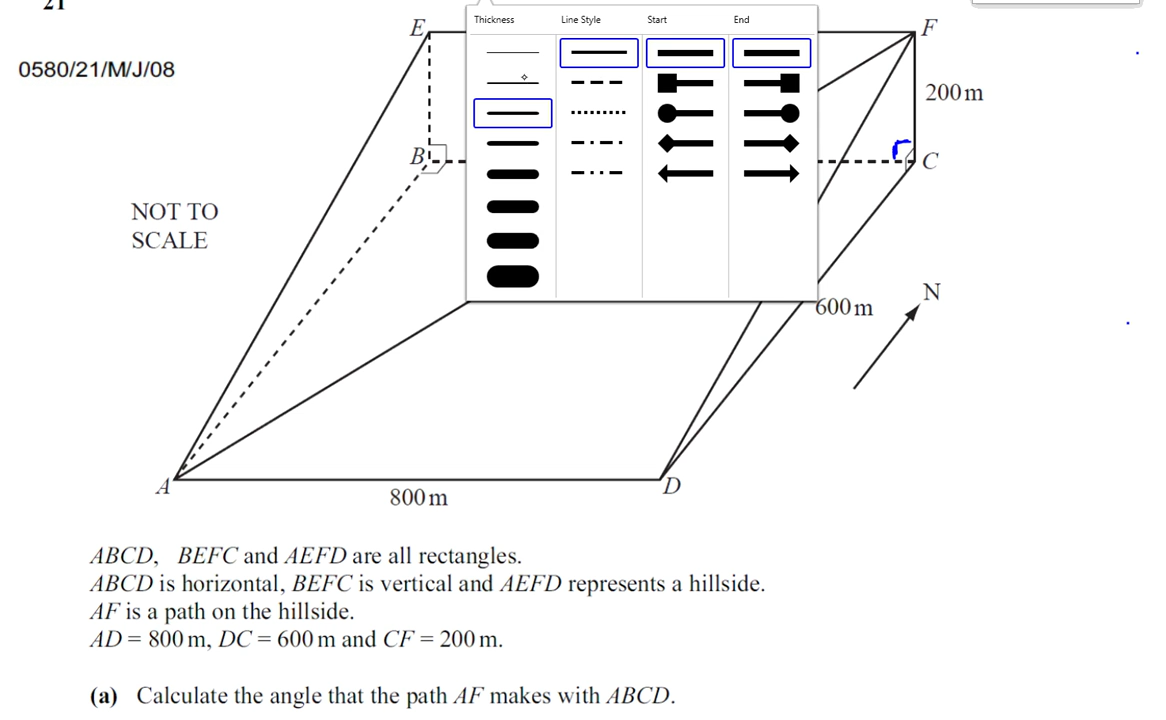 21
0580/21/M/J/08
Thickness Line Style Start End
E
F
200 m
B
C
NOT TO
SCALE
N
600 m
A
D
800 m
ABCD, BEFC and AEFD are all rectangles.
ABCD is horizontal, BEFC is vertical and AEFD represents a hillside.
AF is a path on the hillside.
AD = 800 m, DC = 600 m and CF = 200 m.
(a) Calculate the angle that the path AF makes with ABCD.